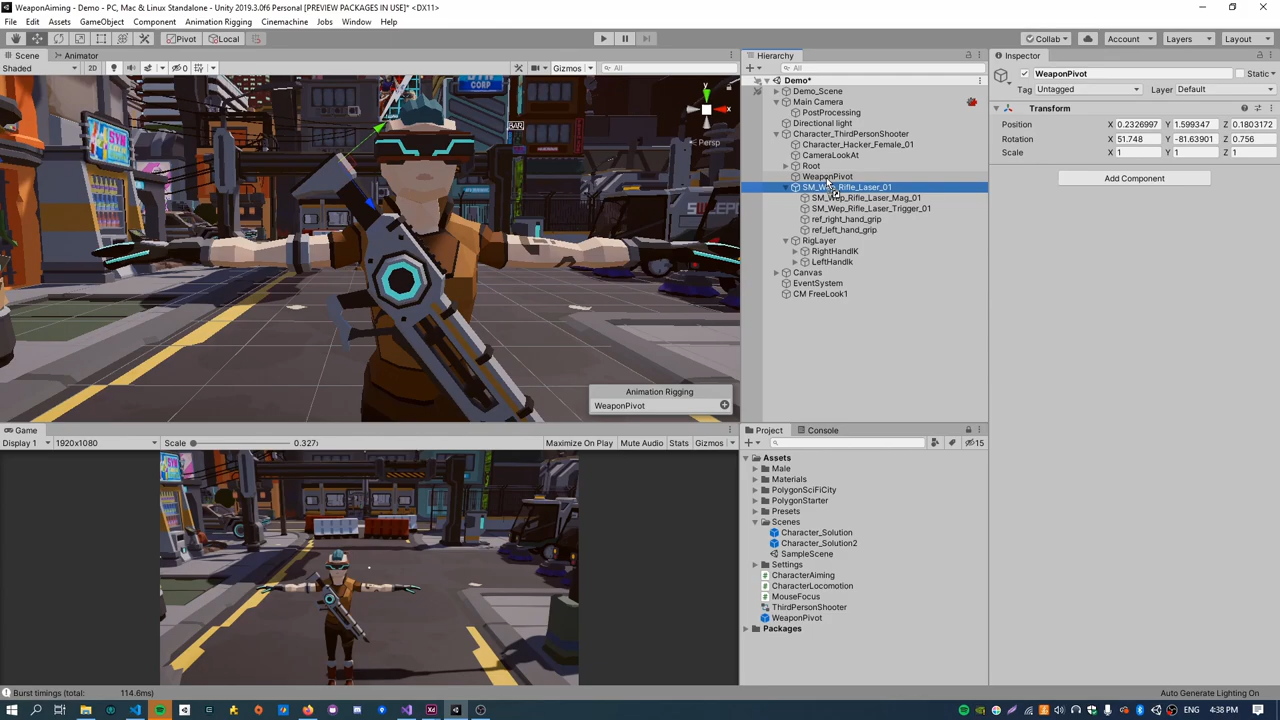 WeaponAiming - Demo - PC, Mac & Linux Standalone - Unity 2019.3.0f6 Personal [PREVIEW PACKAGES IN USE]* <DX11>
File Edit Assets GameObject Component Animation Rigging Cinemachine Jobs Window Help
Pivot Local Collab Account Layers Layout
Scene Animator
Shaded 2D 0 Gizmos All
SYN CORP
BAR
Persp
y
x
Animation Rigging
WeaponPivot
Hierarchy
All
Demo*
Demo_Scene
Main Camera
PostProcessing
Directional light
Character_ThirdPersonShooter
Character_Hacker_Female_01
CameraLookAt
Root
WeaponPivot
SM_Wep_Rifle_Laser_01
SM_Wep_Rifle_Laser_Mag_01
SM_Wep_Rifle_Laser_Trigger_01
ref_right_hand_grip
ref_left_hand_grip
RigLayer
RightHandIK
LeftHandIk
Canvas
EventSystem
CM FreeLook1
Inspector
WeaponPivot Static
Tag Untagged Layer Default
Transform
Position X 0.2326997 Y 1.599347 Z 0.1803172
Rotation X 51.748 Y -81.63901 Z 0.756
Scale X 1 Y 1 Z 1
Add Component
Game
Display 1 1920x1080 Scale 0.327x Maximize On Play Mute Audio Stats Gizmos
Project Console
15
Assets
Male
Materials
PolygonSciFiCity
PolygonStarter
Presets
Scenes
Character_Solution
Character_Solution2
SampleScene
Settings
CharacterAiming
CharacterLocomotion
MouseFocus
ThirdPersonShooter
WeaponPivot
Packages
Burst timings (total: 114.6ms)
Auto Generate Lighting On
ENG 4:38 PM